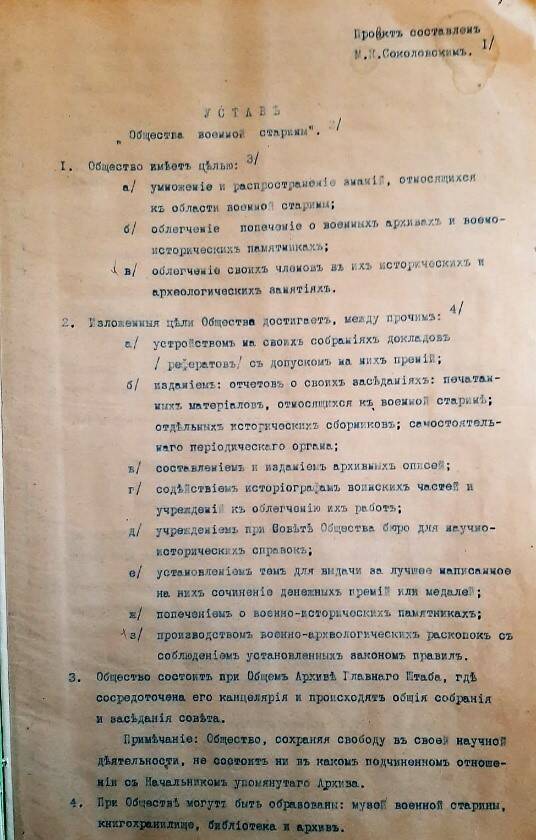 Проектъ составленъ
М.К.Соколовскимъ. 1/
УСТАВЪ
„Общества военной старины". 2/
1. Общество имѣетъ цѣлью: 3/
а/ умноженіе и распространеніе знаній, относящихся
къ области военной старины;
б/ облегченіе попеченіе о военныхъ архивахъ и военно-
историческихъ памятникахъ;
в/ облегченіе своихъ членовъ въ ихъ историческихъ и
археологическихъ занятіяхъ.
2. Изложенныя цѣли Общества достигаетъ, между прочимъ: 4/
а/ устройствомъ на своихъ собраніяхъ докладовъ
/рефератовъ/ съ допускомъ на нихъ преній;
б/ изданіемъ: отчетовъ о своихъ засѣданіяхъ: печатан-
ныхъ матеріаловъ, относящихся къ военной старинѣ;
отдѣльныхъ историческихъ сборниковъ; самостоятель-
наго періодическаго органа;
в/ составленіемъ и изданіемъ архивныхъ описей;
г/ содѣйствіемъ исторіографамъ воинскихъ частей и
учрежденій къ облегченію ихъ работъ;
д/ учрежденіемъ при Совѣтѣ Общества бюро для научно-
историческихъ справокъ;
е/ установленіемъ темъ для выдачи за лучшее написанное
на нихъ сочиненіе денежныхъ премій или медалей;
ж/ попеченіемъ о военно-историческихъ памятникахъ;
з/ производствомъ военно-археологическихъ раскопокъ съ
соблюденіемъ установленныхъ закономъ правилъ.
3. Общество состоитъ при Общемъ Архивѣ Главнаго Штаба, гдѣ
сосредоточена его канцелярія и происходятъ общія собранія
и засѣданія совѣта.
Примѣчаніе: Общество, сохраняя свободу въ своей научной
дѣятельности, не состоитъ ни въ какомъ подчиненномъ отноше-
ніи съ Начальникомъ упомянутаго Архива.
4. При Обществѣ могутъ быть образованы: музей военной старины,
книгохранилище, библіотека и архивъ.